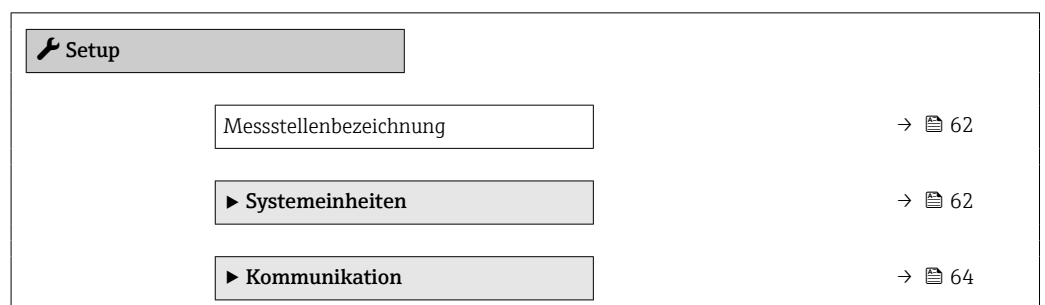 Setup
Messstellenbezeichnung → 62
▶ Systemeinheiten → 62
▶ Kommunikation → 64